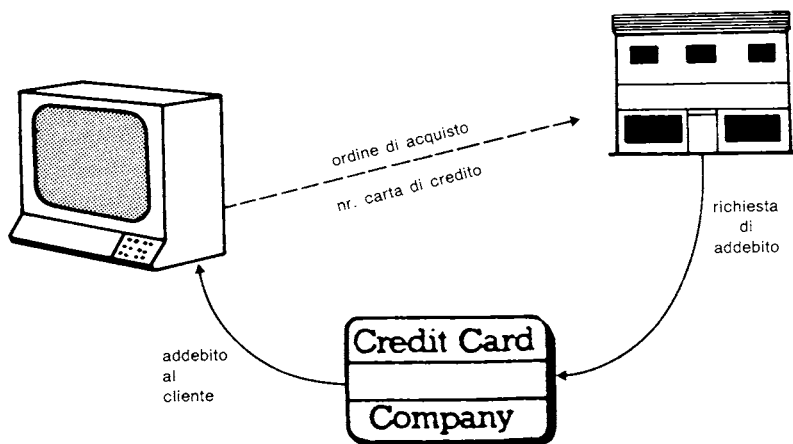 ordine di acquisto
nr. carta di credito
richiesta
di
addebito
Credit Card
Company
addebito
al
cliente